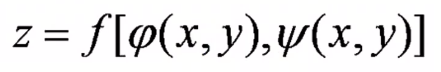 z = f[φ(x, y),ψ(x, y)]